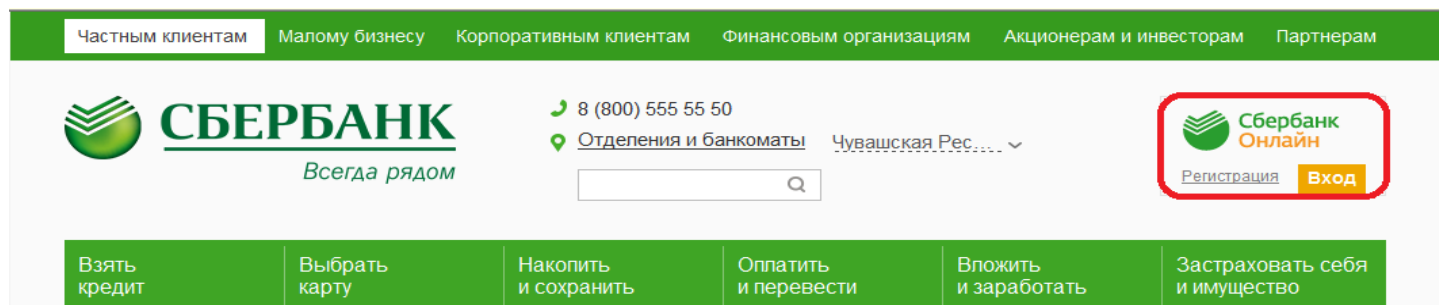 Частным клиентам Малому бизнесу Корпоративным клиентам Финансовым организациям Акционерам и инвесторам Партнерам
СБЕРБАНК
Всегда рядом
8 (800) 555 55 50
Отделения и банкоматы Чувашская Рес...
Сбербанк
Онлайн
Регистрация Вход
Взять
кредит
Выбрать
карту
Накопить
и сохранить
Оплатить
и перевести
Вложить
и заработать
Застраховать себя
и имущество